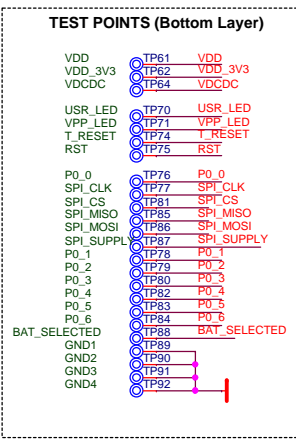 TEST POINTS (Bottom Layer)
VDD TP61 VDD
VDD_3V3 TP62 VDD_3V3
VDCDC TP64 VDCDC
USR_LED TP70 USR_LED
VPP_LED TP71 VPP_LED
T_RESET TP74 T_RESET
RST TP75 RST
P0_0 TP76 P0_0
SPI_CLK TP77 SPI_CLK
SPI_CS TP81 SPI_CS
SPI_MISO TP85 SPI_MISO
SPI_MOSI TP86 SPI_MOSI
SPI_SUPPLY TP87 SPI_SUPPLY
P0_1 TP78 P0_1
P0_2 TP79 P0_2
P0_3 TP80 P0_3
P0_4 TP82 P0_4
P0_5 TP83 P0_5
P0_6 TP84 P0_6
BAT_SELECTED TP88 BAT_SELECTED
GND1 TP89
GND2 TP90
GND3 TP91
GND4 TP92